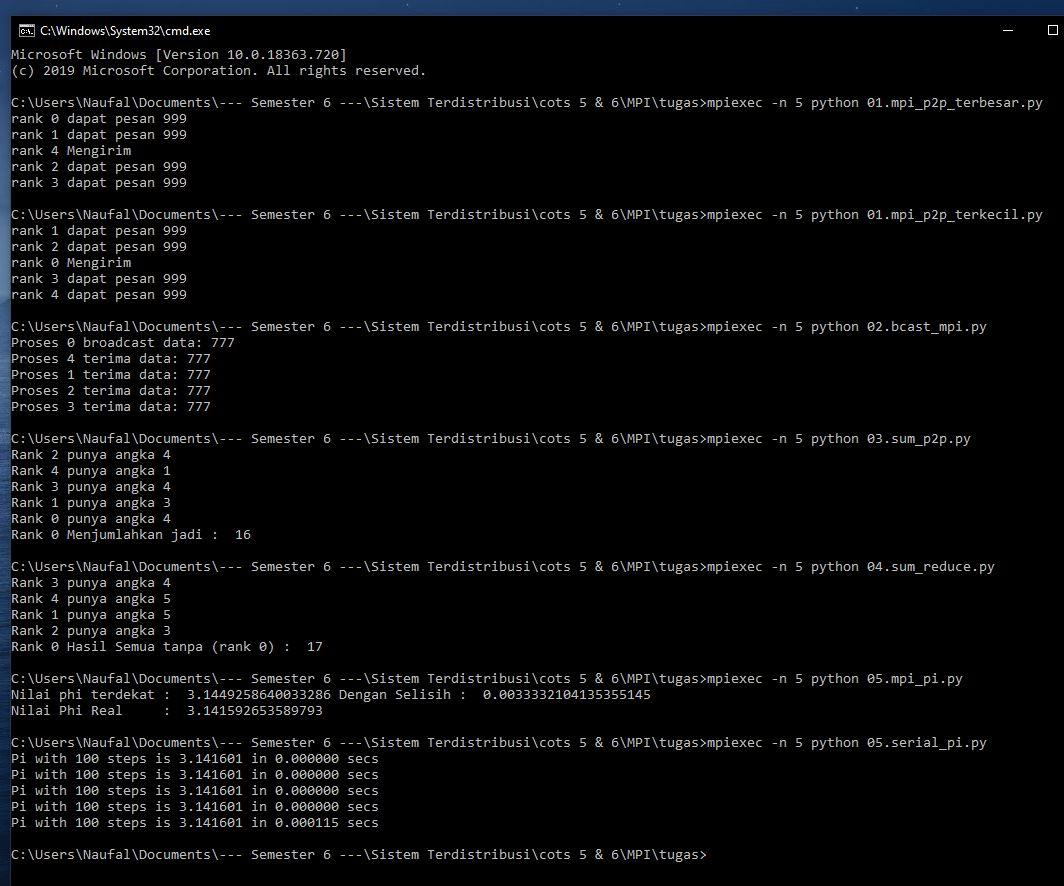 C:\Windows\System32\cmd.exe
Microsoft Windows [Version 10.0.18363.720]
(c) 2019 Microsoft Corporation. All rights reserved.
C:\Users\Naufal\Documents\--- Semester 6 ---\Sistem Terdistribusi\cots 5 & 6\MPI\tugas>mpiexec -n 5 python 01.mpi_p2p_terbesar.py
rank 0 dapat pesan 999
rank 1 dapat pesan 999
rank 4 Mengirim
rank 2 dapat pesan 999
rank 3 dapat pesan 999
C:\Users\Naufal\Documents\--- Semester 6 ---\Sistem Terdistribusi\cots 5 & 6\MPI\tugas>mpiexec -n 5 python 01.mpi_p2p_terkecil.py
rank 1 dapat pesan 999
rank 2 dapat pesan 999
rank 0 Mengirim
rank 3 dapat pesan 999
rank 4 dapat pesan 999
C:\Users\Naufal\Documents\--- Semester 6 ---\Sistem Terdistribusi\cots 5 & 6\MPI\tugas>mpiexec -n 5 python 02.bcast_mpi.py
Proses 0 broadcast data: 777
Proses 4 terima data: 777
Proses 1 terima data: 777
Proses 2 terima data: 777
Proses 3 terima data: 777
C:\Users\Naufal\Documents\--- Semester 6 ---\Sistem Terdistribusi\cots 5 & 6\MPI\tugas>mpiexec -n 5 python 03.sum_p2p.py
Rank 2 punya angka 4
Rank 4 punya angka 1
Rank 3 punya angka 4
Rank 1 punya angka 3
Rank 0 punya angka 4
Rank 0 Menjumlahkan jadi :  16
C:\Users\Naufal\Documents\--- Semester 6 ---\Sistem Terdistribusi\cots 5 & 6\MPI\tugas>mpiexec -n 5 python 04.sum_reduce.py
Rank 3 punya angka 4
Rank 4 punya angka 5
Rank 1 punya angka 5
Rank 2 punya angka 3
Rank 0 Hasil Semua tanpa (rank 0) :  17
C:\Users\Naufal\Documents\--- Semester 6 ---\Sistem Terdistribusi\cots 5 & 6\MPI\tugas>mpiexec -n 5 python 05.mpi_pi.py
Nilai phi terdekat :  3.1449258640033286 Dengan Selisih :  0.0033332104135355145
Nilai Phi Real     :  3.141592653589793
C:\Users\Naufal\Documents\--- Semester 6 ---\Sistem Terdistribusi\cots 5 & 6\MPI\tugas>mpiexec -n 5 python 05.serial_pi.py
Pi with 100 steps is 3.141601 in 0.000000 secs
Pi with 100 steps is 3.141601 in 0.000000 secs
Pi with 100 steps is 3.141601 in 0.000000 secs
Pi with 100 steps is 3.141601 in 0.000000 secs
Pi with 100 steps is 3.141601 in 0.000115 secs
C:\Users\Naufal\Documents\--- Semester 6 ---\Sistem Terdistribusi\cots 5 & 6\MPI\tugas>